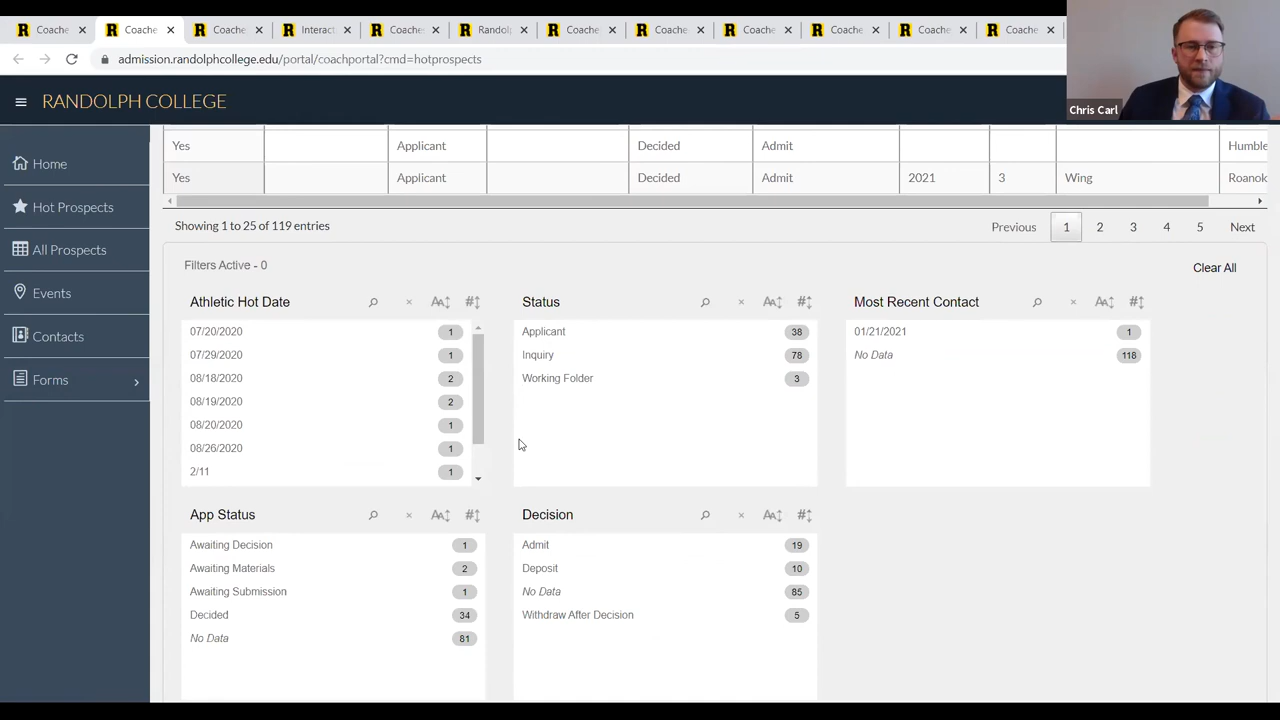 Coache
Coache
Coache
Interact
Coache
Randol
Coache
Coache
Coache
Coache
Coache
Coache
admission.randolphcollege.edu/portal/coachportal?cmd=hotprospects
Chris Carl
RANDOLPH COLLEGE
Home
Hot Prospects
All Prospects
Events
Contacts
Forms
Yes Applicant Decided Admit Humble
Yes Applicant Decided Admit 2021 3 Wing Roanok
Showing 1 to 25 of 119 entries
Previous 1 2 3 4 5 Next
Filters Active - 0
Clear All
Athletic Hot Date
07/20/2020 1
07/29/2020 1
08/18/2020 2
08/19/2020 2
08/20/2020 1
08/26/2020 1
2/11 1
Status
Applicant 38
Inquiry 78
Working Folder 3
Most Recent Contact
01/21/2021 1
No Data 118
App Status
Awaiting Decision 1
Awaiting Materials 2
Awaiting Submission 1
Decided 34
No Data 81
Decision
Admit 19
Deposit 10
No Data 85
Withdraw After Decision 5